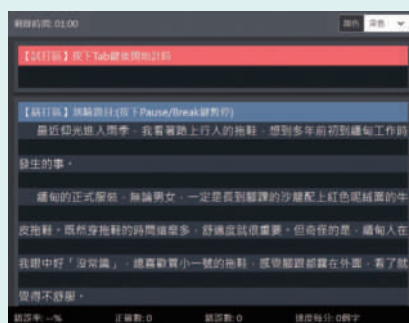 剩餘時間: 01:00 顏色 深色
【試打區】按下Tab鍵後開始計時
【練打區】測驗題目:(按下Pause/Break鍵暫停)
最近仰光進入雨季，我看著路上行人的拖鞋，想到多年前初到緬甸工作時
發生的事。
緬甸的正式服裝，無論男女，一定是長到腳踝的沙龍配上紅色呢絨面的牛
皮拖鞋。既然穿拖鞋的時間這麼多，舒適度就很重要。但奇怪的是，緬甸人在
我眼中好「沒常識」，總喜歡買小一號的拖鞋，感覺腳跟都露在外面，看了就
覺得不舒服。
錯誤率: --% 正確數: 0 錯誤數: 0 速度每分: 0個字